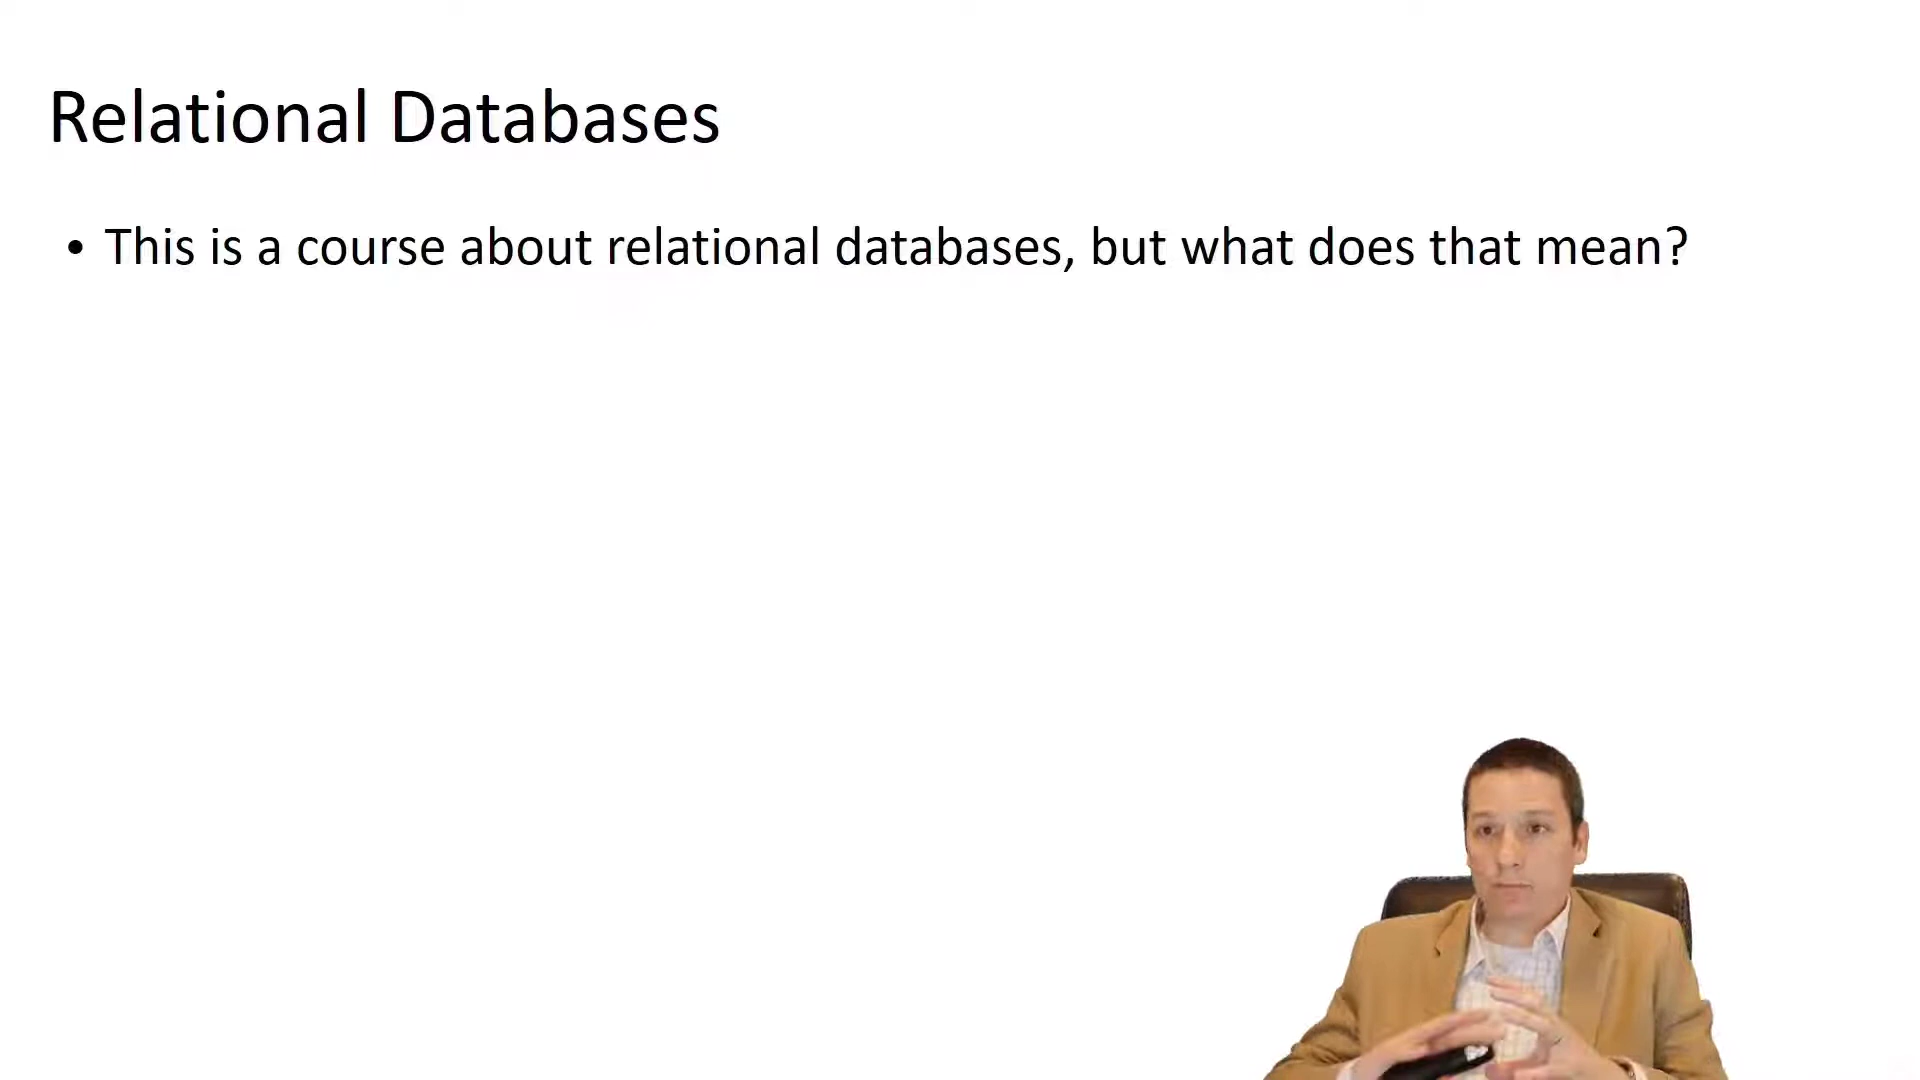 Relational Databases
• This is a course about relational databases, but what does that mean?